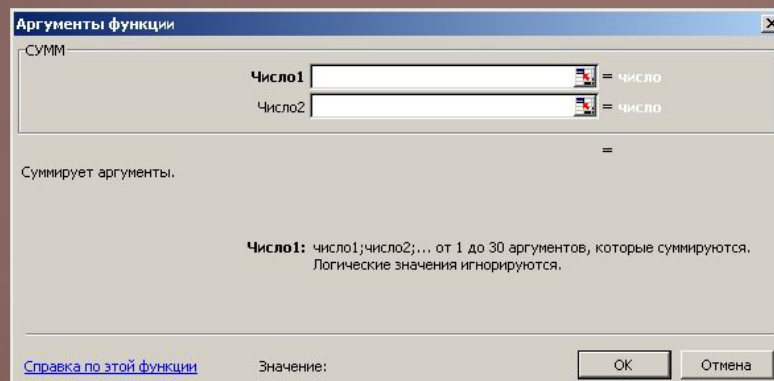 Аргументы функции
СУММ
Число1 = число
Число2 = число
=
Суммирует аргументы.
Число1: число1;число2;... от 1 до 30 аргументов, которые суммируются.
Логические значения игнорируются.
Справка по этой функции Значение: ОК Отмена